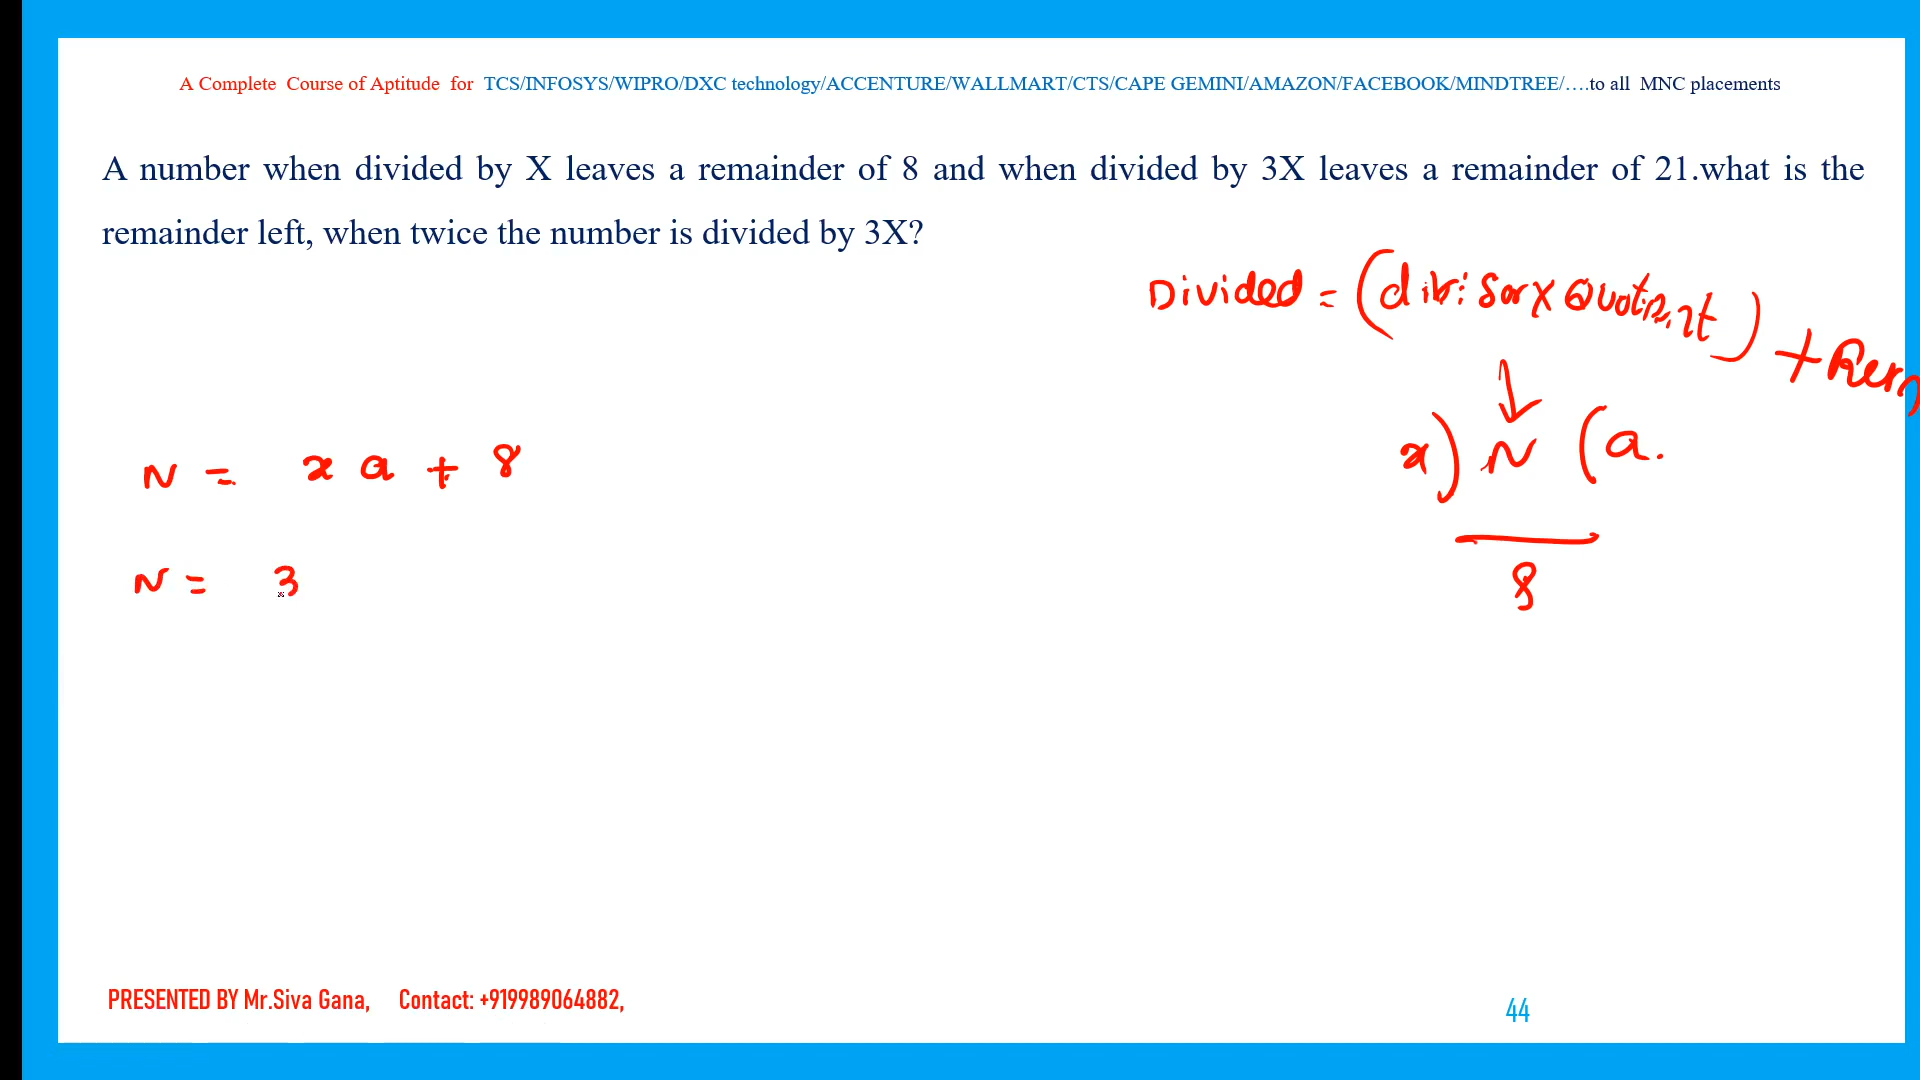 A Complete Course of Aptitude for TCS/INFOSYS/WIPRO/DXC technology/ACCENTURE/WALLMART/CTS/CAPE GEMINI/AMAZON/FACEBOOK/MINDTREE/….to all MNC placements
A number when divided by X leaves a remainder of 8 and when divided by 3X leaves a remainder of 21.what is the
remainder left, when twice the number is divided by 3X?
Divided = (divisor x Quotient) + Rem
x) N (a.
8
N = x a + 8
N = 3
PRESENTED BY Mr.Siva Gana, Contact: +919989064882,
44